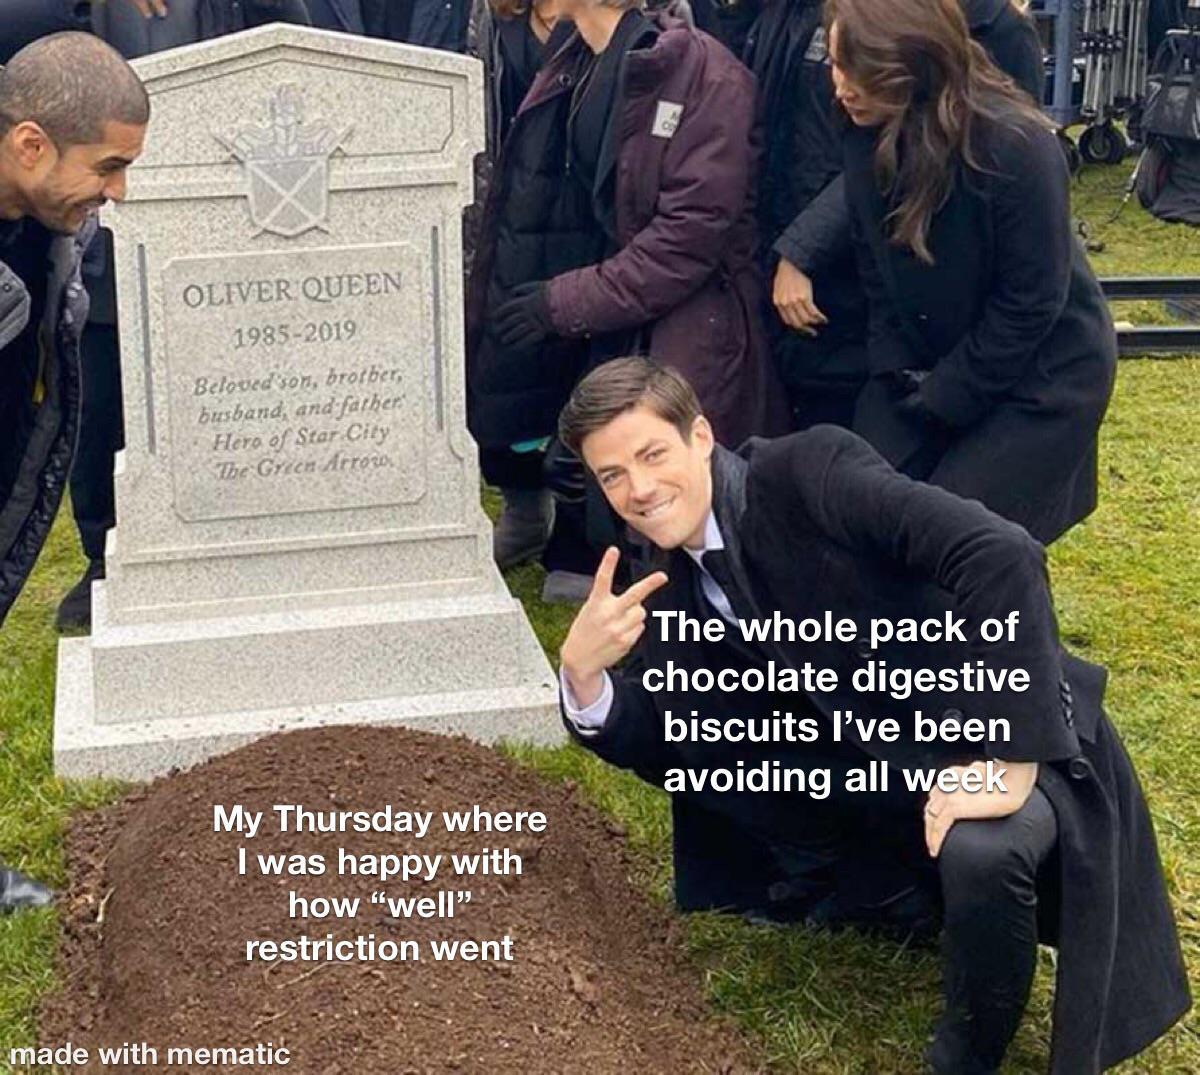 OLIVER QUEEN
1985-2019
Beloved son, brother,
husband, and father
Hero of Star City
The Green Arrow.
The whole pack of
chocolate digestive
biscuits I’ve been
avoiding all week
My Thursday where
I was happy with
how “well”
restriction went
made with mematic